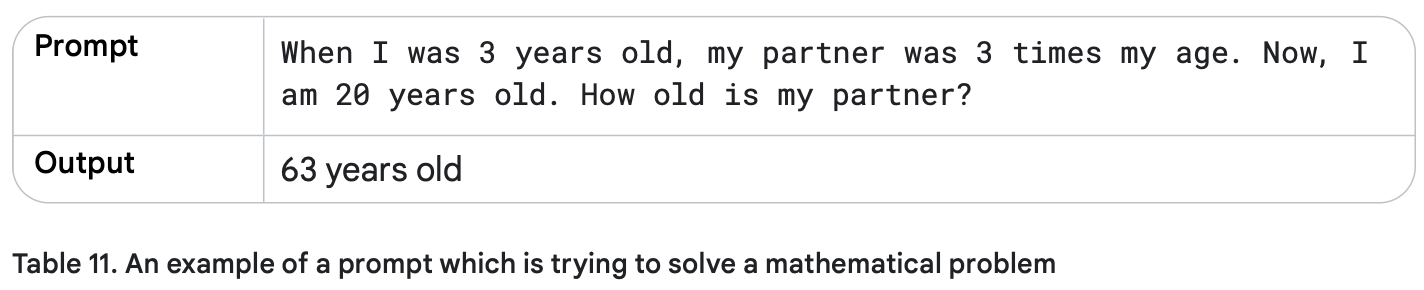 Prompt
When I was 3 years old, my partner was 3 times my age. Now, I
am 20 years old. How old is my partner?
Output
63 years old
Table 11. An example of a prompt which is trying to solve a mathematical problem